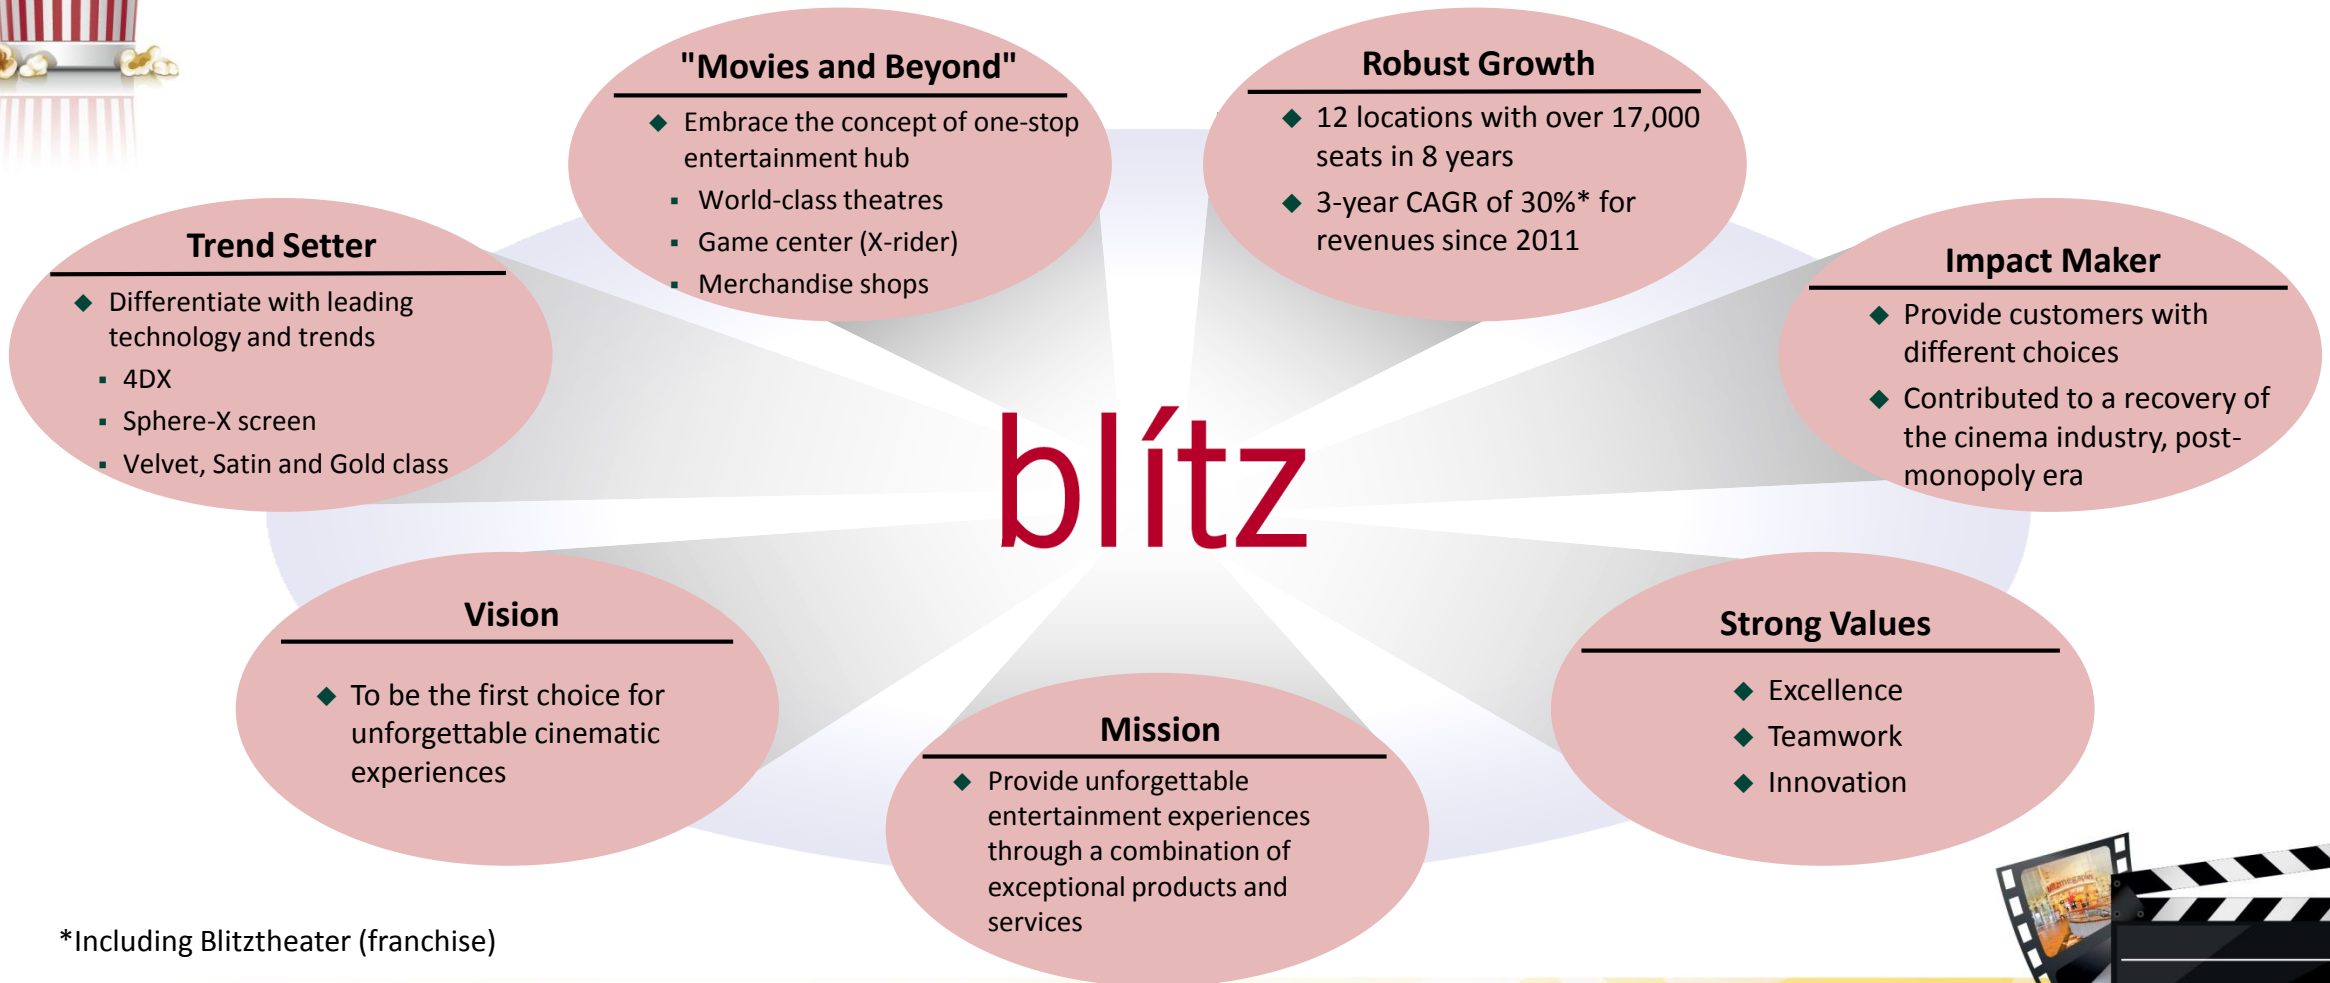 "Movies and Beyond"
◆ Embrace the concept of one-stop
entertainment hub
▪ World-class theatres
▪ Game center (X-rider)
▪ Merchandise shops
Robust Growth
◆ 12 locations with over 17,000
seats in 8 years
◆ 3-year CAGR of 30%* for
revenues since 2011
Trend Setter
◆ Differentiate with leading
technology and trends
▪ 4DX
▪ Sphere-X screen
▪ Velvet, Satin and Gold class
Impact Maker
◆ Provide customers with
different choices
◆ Contributed to a recovery of
the cinema industry, post-
monopoly era
blítz
Vision
◆ To be the first choice for
unforgettable cinematic
experiences
Mission
◆ Provide unforgettable
entertainment experiences
through a combination of
exceptional products and
services
Strong Values
◆ Excellence
◆ Teamwork
◆ Innovation
*Including Blitztheater (franchise)